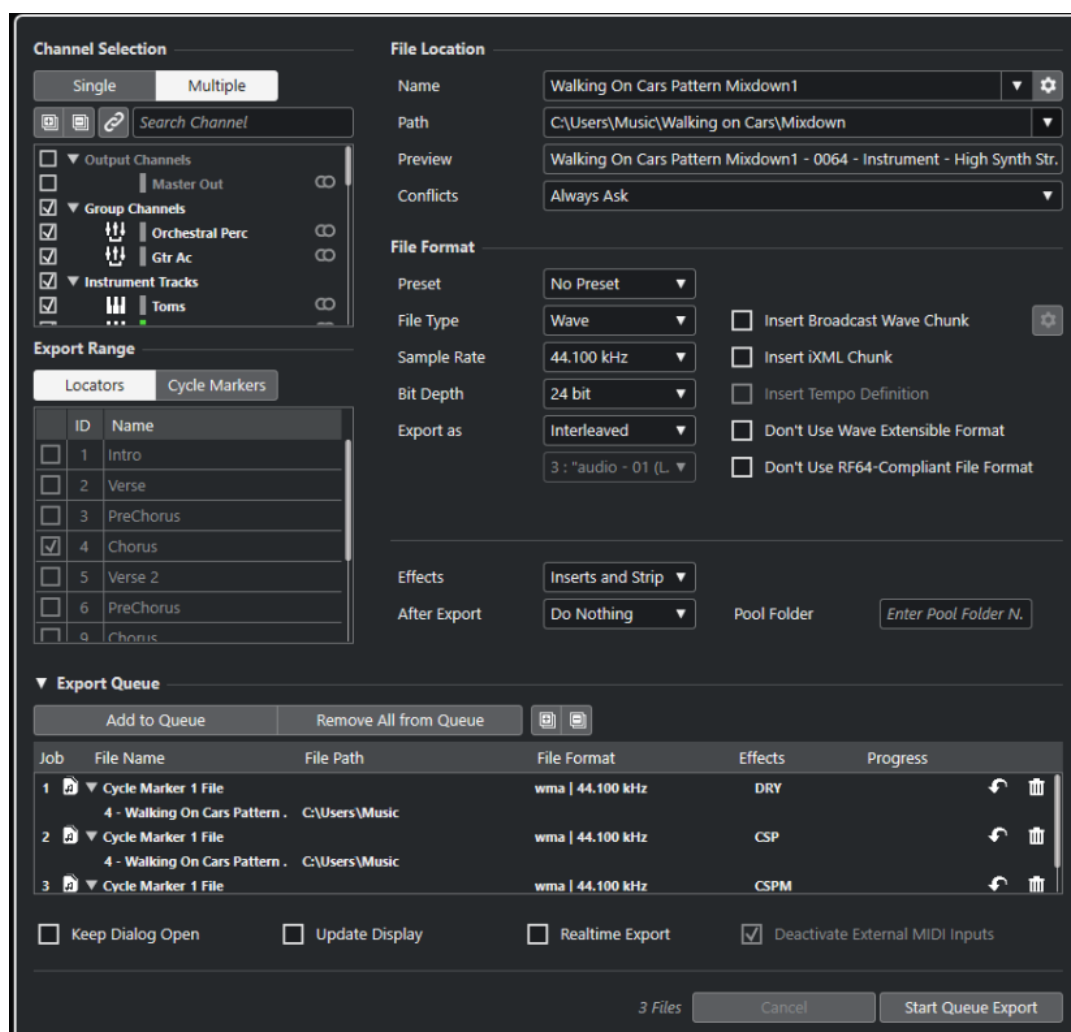 Channel Selection
Single Multiple
Search Channel
Output Channels
Master Out
Group Channels
Orchestral Perc
Gtr Ac
Instrument Tracks
Toms
Export Range
Locators Cycle Markers
ID Name
1 Intro
2 Verse
3 PreChorus
4 Chorus
5 Verse 2
6 PreChorus
9 Chorus
File Location
Name Walking On Cars Pattern Mixdown1
Path C:\Users\Music\Walking on Cars\Mixdown
Preview Walking On Cars Pattern Mixdown1 - 0064 - Instrument - High Synth Str.
Conflicts Always Ask
File Format
Preset No Preset
File Type Wave Insert Broadcast Wave Chunk
Sample Rate 44.100 kHz Insert iXML Chunk
Bit Depth 24 bit Insert Tempo Definition
Export as Interleaved Don't Use Wave Extensible Format
3 : "audio - 01 (L. Don't Use RF64-Compliant File Format
Effects Inserts and Strip
After Export Do Nothing Pool Folder Enter Pool Folder N.
Export Queue
Add to Queue Remove All from Queue
Job File Name File Path File Format Effects Progress
1 Cycle Marker 1 File wma | 44.100 kHz DRY
4 - Walking On Cars Pattern . C:\Users\Music
2 Cycle Marker 1 File wma | 44.100 kHz CSP
4 - Walking On Cars Pattern . C:\Users\Music
3 Cycle Marker 1 File wma | 44.100 kHz CSPM
Keep Dialog Open Update Display Realtime Export Deactivate External MIDI Inputs
3 Files Cancel Start Queue Export